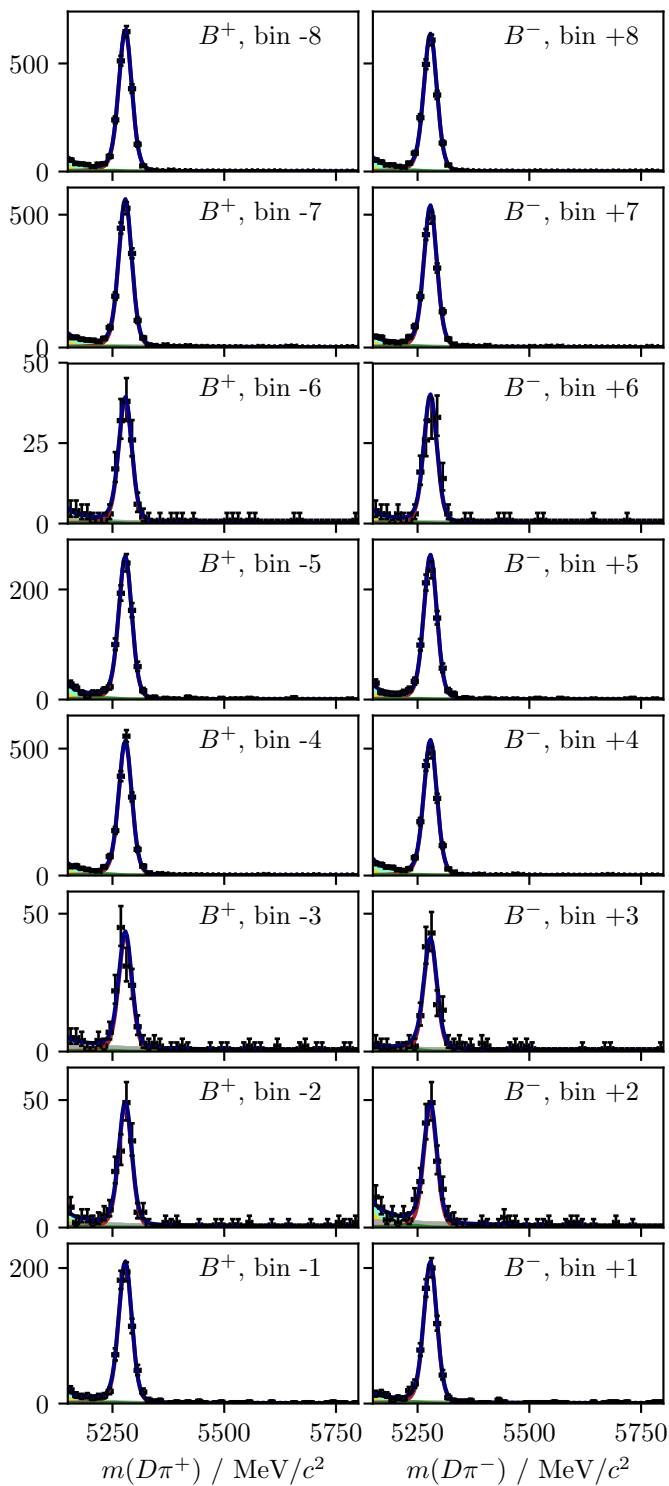 B⁺, bin -8
B⁻, bin +8
500
0
B⁺, bin -7
B⁻, bin +7
500
0
B⁺, bin -6
B⁻, bin +6
50
25
0
B⁺, bin -5
B⁻, bin +5
200
0
B⁺, bin -4
B⁻, bin +4
500
0
B⁺, bin -3
B⁻, bin +3
50
0
B⁺, bin -2
B⁻, bin +2
50
0
B⁺, bin -1
B⁻, bin +1
200
0
5250 5500 5750 5250 5500 5750
m(Dπ⁺) / MeV/c² m(Dπ⁻) / MeV/c²